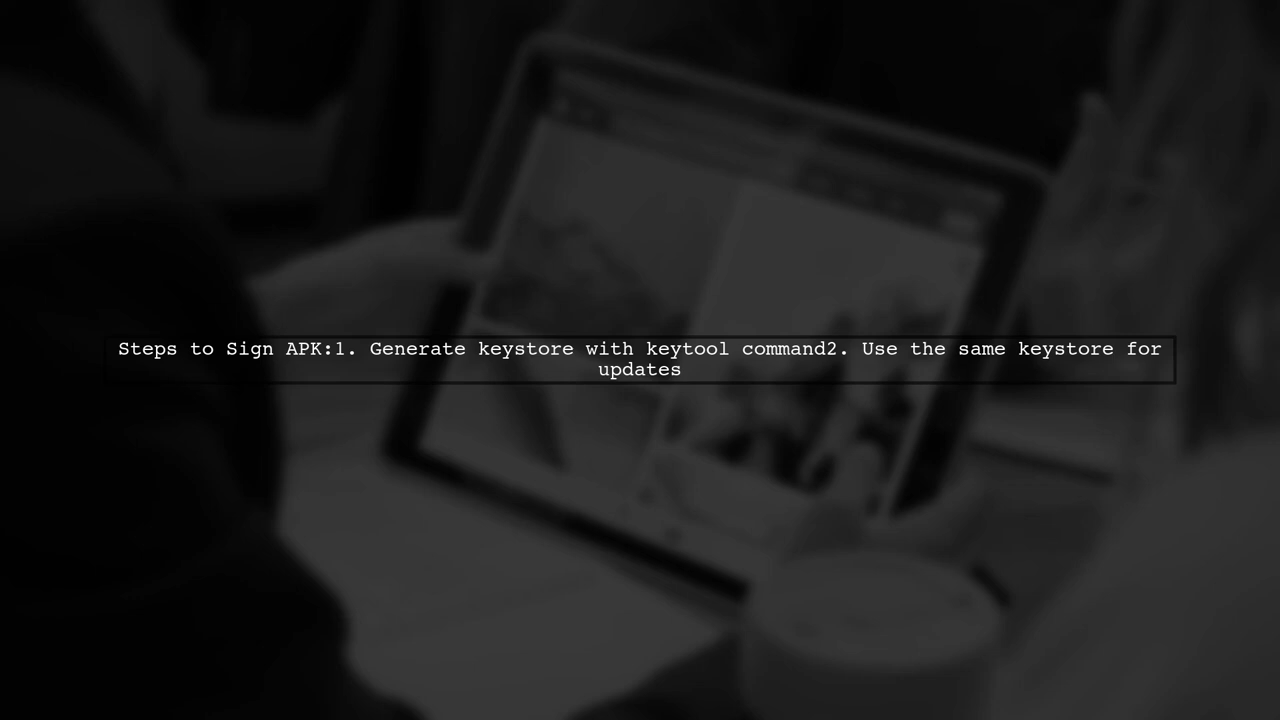 Steps to Sign APK:1. Generate keystore with keytool command2. Use the same keystore for
updates